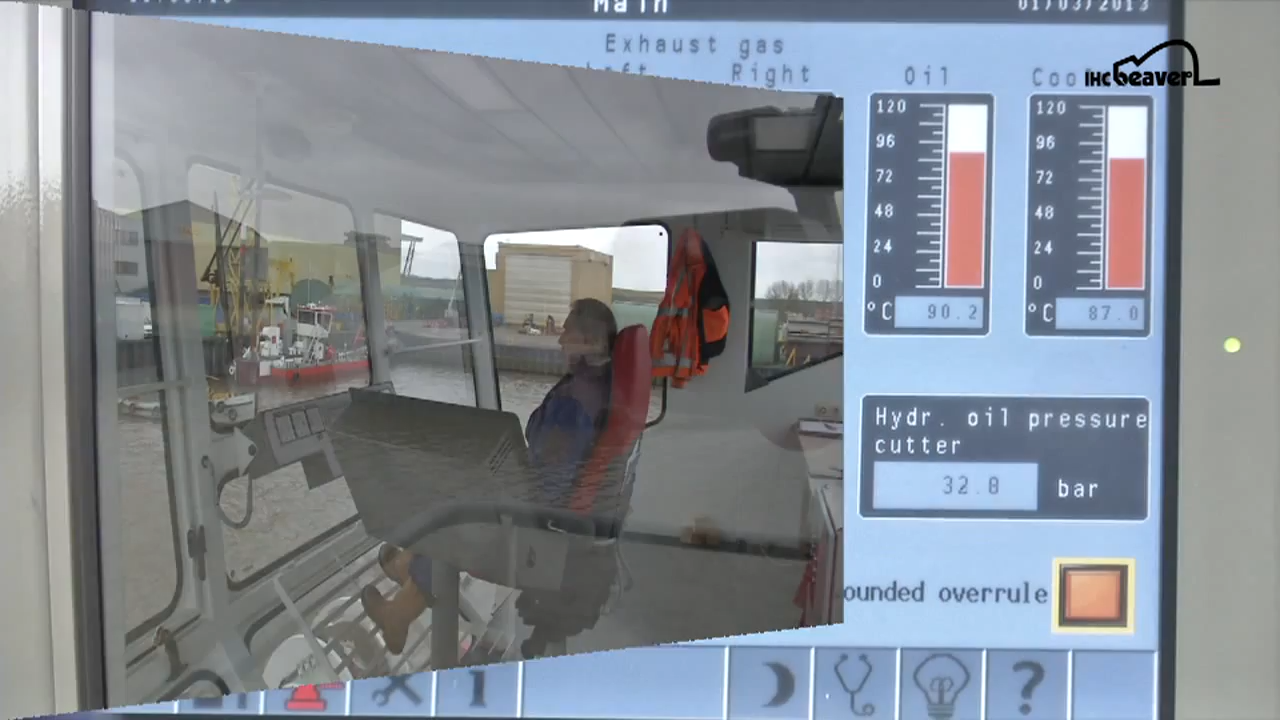 Main
01/03/2013
Exhaust gas
Left Right
Oil
IHC beaver
120
96
72
48
24
0
°C 90.2
120
96
72
48
24
0
°C 87.0
Hydr. oil pressure
cutter
32.8 bar
ounded overrule
?